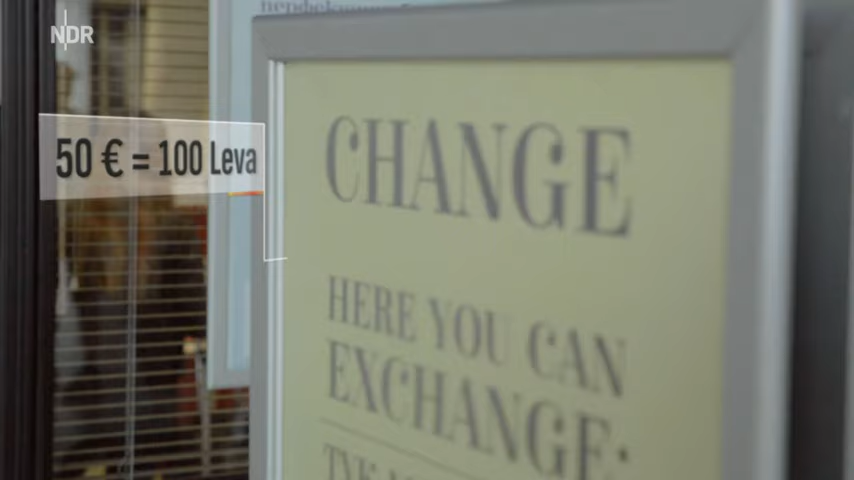 NDR
50 € = 100 Leva
CHANGE
HERE YOU CAN
EXCHANGE: